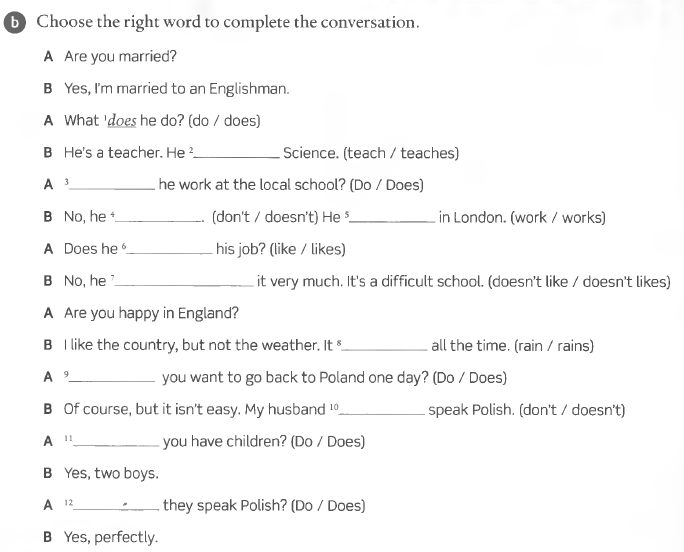 b Choose the right word to complete the conversation.
A Are you married?
B Yes, I'm married to an Englishman.
A What ¹does he do? (do / does)
B He's a teacher. He ²__________ Science. (teach / teaches)
A ³__________ he work at the local school? (Do / Does)
B No, he ⁴__________. (don't / doesn't) He ⁵__________ in London. (work / works)
A Does he ⁶__________ his job? (like / likes)
B No, he ⁷________________ it very much. It's a difficult school. (doesn't like / doesn't likes)
A Are you happy in England?
B I like the country, but not the weather. It ⁸__________ all the time. (rain / rains)
A ⁹__________ you want to go back to Poland one day? (Do / Does)
B Of course, but it isn't easy. My husband ¹⁰__________ speak Polish. (don't / doesn't)
A ¹¹__________ you have children? (Do / Does)
B Yes, two boys.
A ¹²__________ they speak Polish? (Do / Does)
B Yes, perfectly.